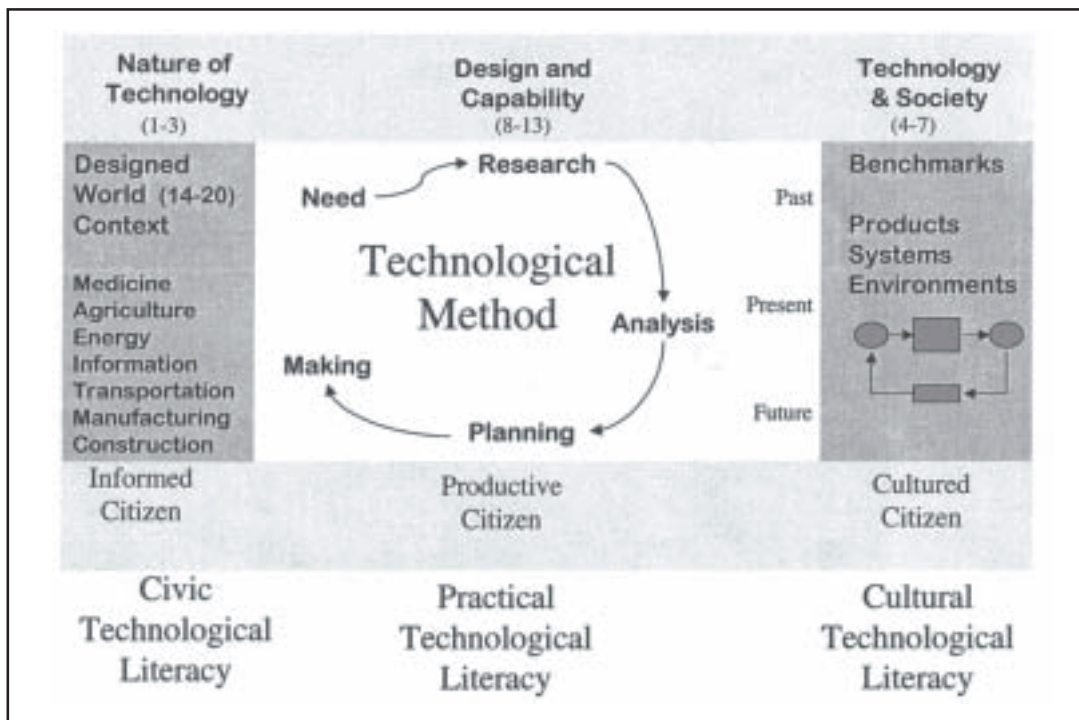 Nature of
Technology
(1-3)
Design and
Capability
(8-13)
Technology
& Society
(4-7)
Designed
World (14-20)
Context
Medicine
Agriculture
Energy
Information
Transportation
Manufacturing
Construction
Need
Research
Technological
Method
Analysis
Making
Planning
Past
Present
Future
Benchmarks
Products
Systems
Environments
Informed
Citizen
Productive
Citizen
Cultured
Citizen
Civic
Technological
Literacy
Practical
Technological
Literacy
Cultural
Technological
Literacy